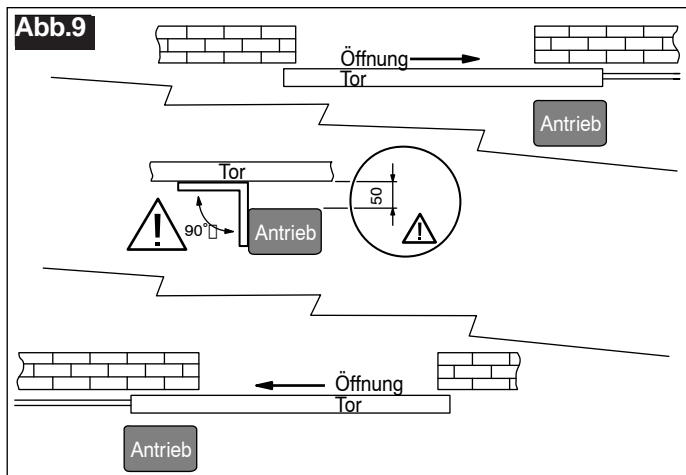 Abb.9
Öffnung
Tor
Antrieb
Tor
50
90°
Antrieb
Öffnung
Tor
Antrieb